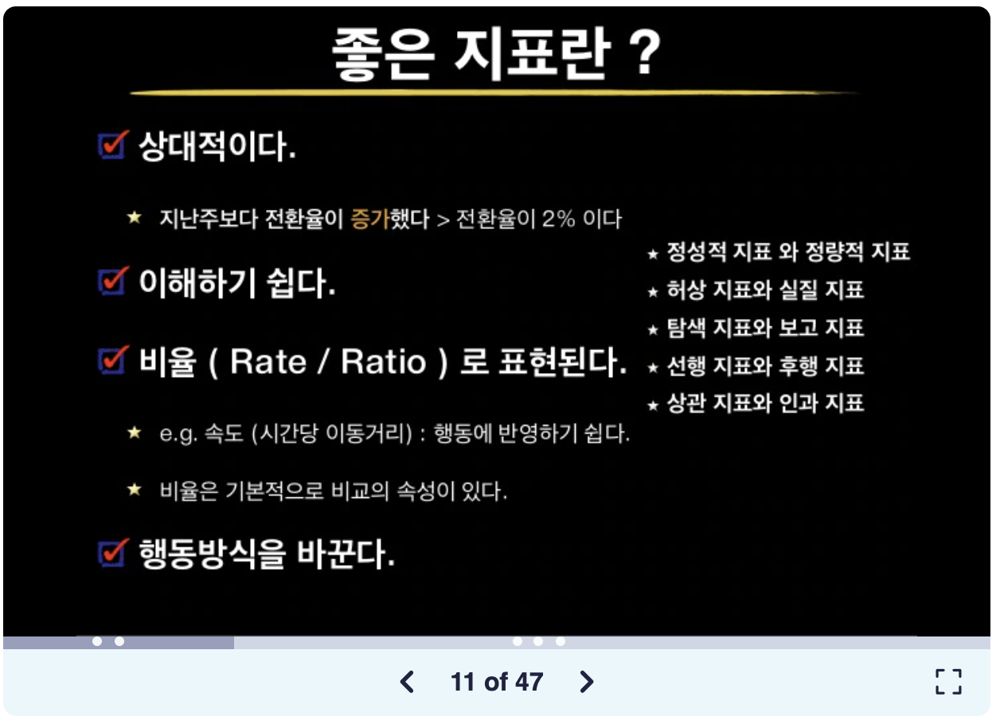 좋은 지표란 ?
상대적이다.
지난주보다 전환율이 증가했다 > 전환율이 2% 이다
이해하기 쉽다.
비율 ( Rate / Ratio ) 로 표현된다.
e.g. 속도 (시간당 이동거리) : 행동에 반영하기 쉽다.
비율은 기본적으로 비교의 속성이 있다.
행동방식을 바꾼다.
정성적 지표 와 정량적 지표
허상 지표와 실질 지표
탐색 지표와 보고 지표
선행 지표와 후행 지표
상관 지표와 인과 지표
11 of 47